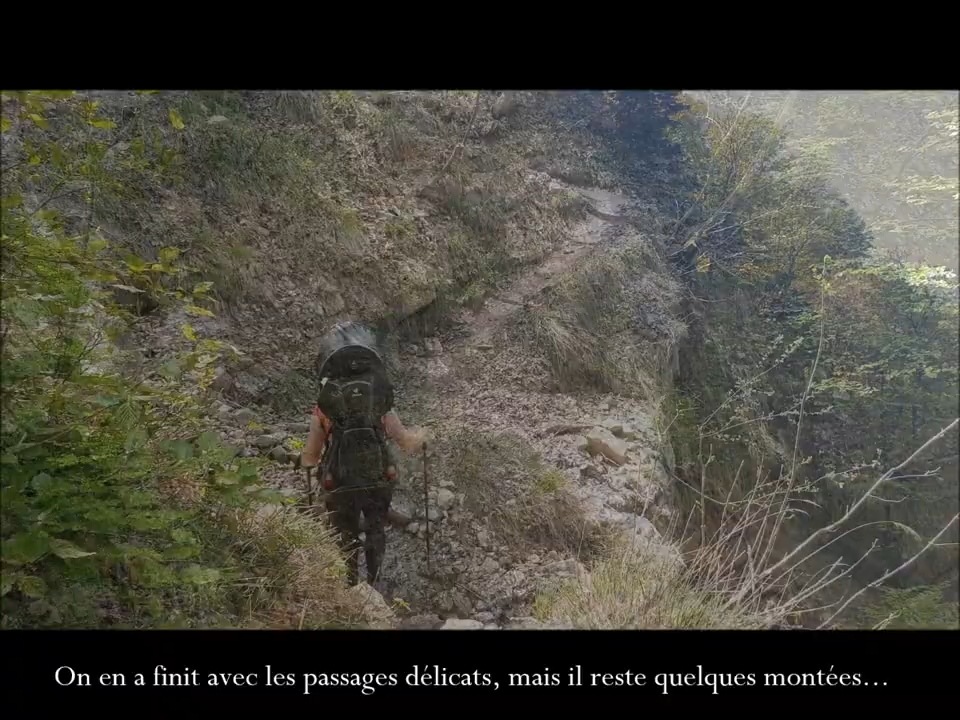 On en a finit avec les passages délicats, mais il reste quelques montées…